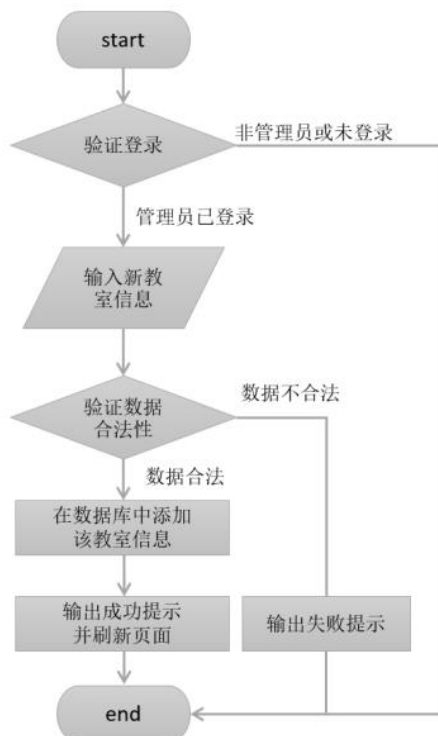 start
验证登录
非管理员或未登录
管理员已登录
输入新教
室信息
验证数据
合法性
数据不合法
数据合法
在数据库中添加
该教室信息
输出成功提示
并刷新页面
输出失败提示
end